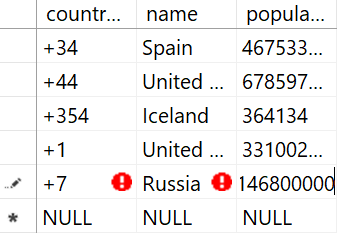 countr... name popula...
+34 Spain 467533...
+44 United ... 678597...
+354 Iceland 364134
+1 United ... 331002...
+7 Russia 146800000
NULL NULL NULL